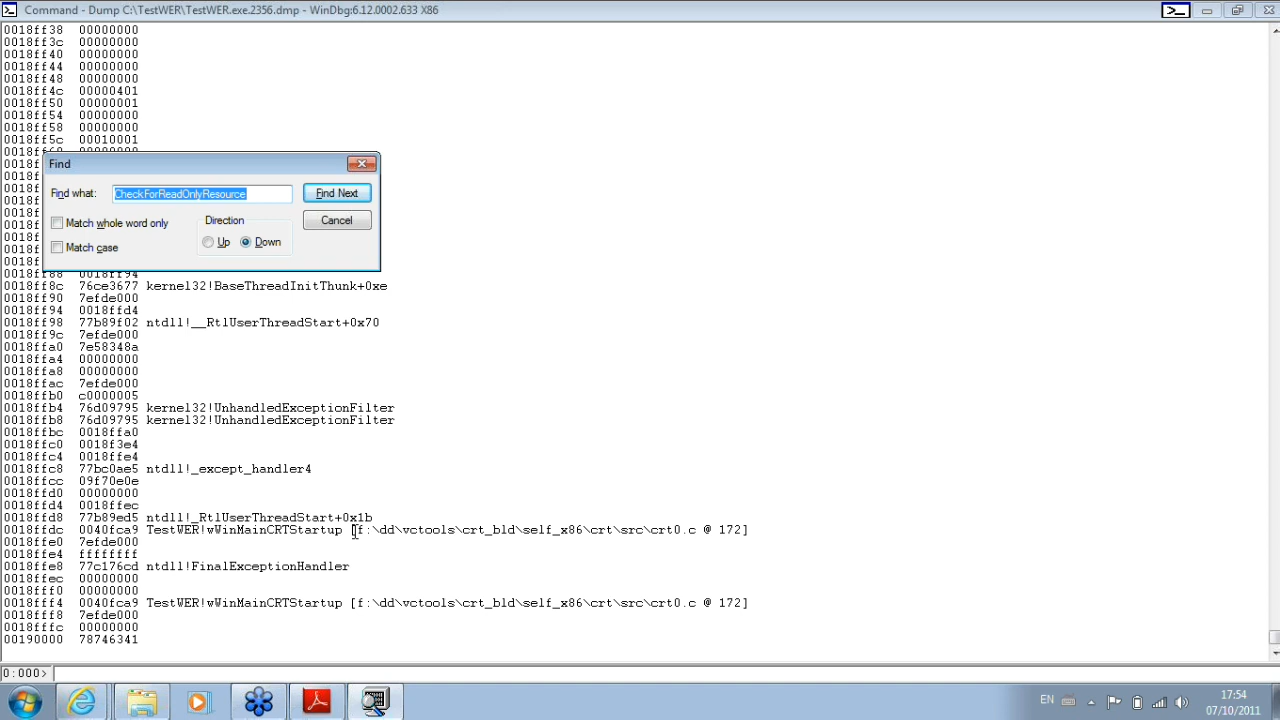 Command - Dump C:\TestWER\TestWER.exe.2356.dmp - WinDbg:6.12.0002.633 X86
0018ff38 00000000
0018ff3c 00000000
0018ff40 00000000
0018ff44 00000000
0018ff48 00000000
0018ff4c 00000401
0018ff50 00000001
0018ff54 00000000
0018ff58 00000000
0018ff5c 00010001
Find
Find what: CheckForReadOnlyResource Find Next
Match whole word only Direction Cancel
Match case Up Down
0018ff88 0018ff94
0018ff8c 76ce3677 kernel32!BaseThreadInitThunk+0xe
0018ff90 7efde000
0018ff94 0018ffd4
0018ff98 77b89f02 ntdll!__RtlUserThreadStart+0x70
0018ff9c 7efde000
0018ffa0 7e58348a
0018ffa4 00000000
0018ffa8 00000000
0018ffac 7efde000
0018ffb0 c0000005
0018ffb4 76d09795 kernel32!UnhandledExceptionFilter
0018ffb8 76d09795 kernel32!UnhandledExceptionFilter
0018ffbc 0018ffa0
0018ffc0 0018f3e4
0018ffc4 0018ffe4
0018ffc8 77bc0ae5 ntdll!_except_handler4
0018ffcc 09f70e0e
0018ffd0 00000000
0018ffd4 0018ffec
0018ffd8 77b89ed5 ntdll!_RtlUserThreadStart+0x1b
0018ffdc 0040fca9 TestWER!wWinMainCRTStartup [f:\dd\vctools\crt_bld\self_x86\crt\src\crt0.c @ 172]
0018ffe0 7efde000
0018ffe4 ffffffff
0018ffe8 77c176cd ntdll!FinalExceptionHandler
0018ffec 00000000
0018fff0 00000000
0018fff4 0040fca9 TestWER!wWinMainCRTStartup [f:\dd\vctools\crt_bld\self_x86\crt\src\crt0.c @ 172]
0018fff8 7efde000
0018fffc 00000000
00190000 78746341
0:000>
EN 17:54
07/10/2011